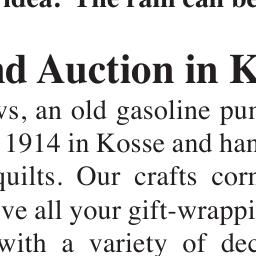 idea. The rain can be
nd Auction in K
vs, an old gasoline pun
1914 in Kosse and han
quilts. Our crafts corn
ve all your gift-wrappi
with a variety of dec